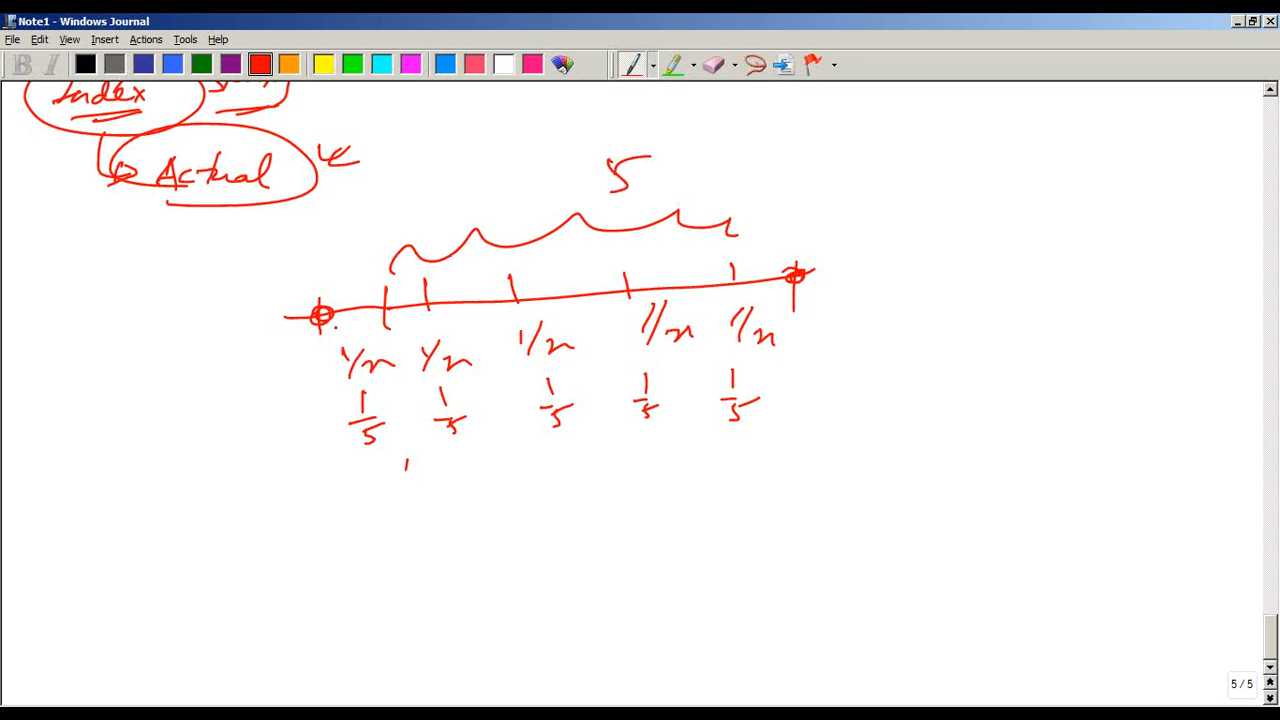 Note1 - Windows Journal
File Edit View Insert Actions Tools Help
B I
Index
Actual
5
1/n 1/n 1/n 1/n 1/n
1/5 1/5 1/5 1/5 1/5
5 / 5